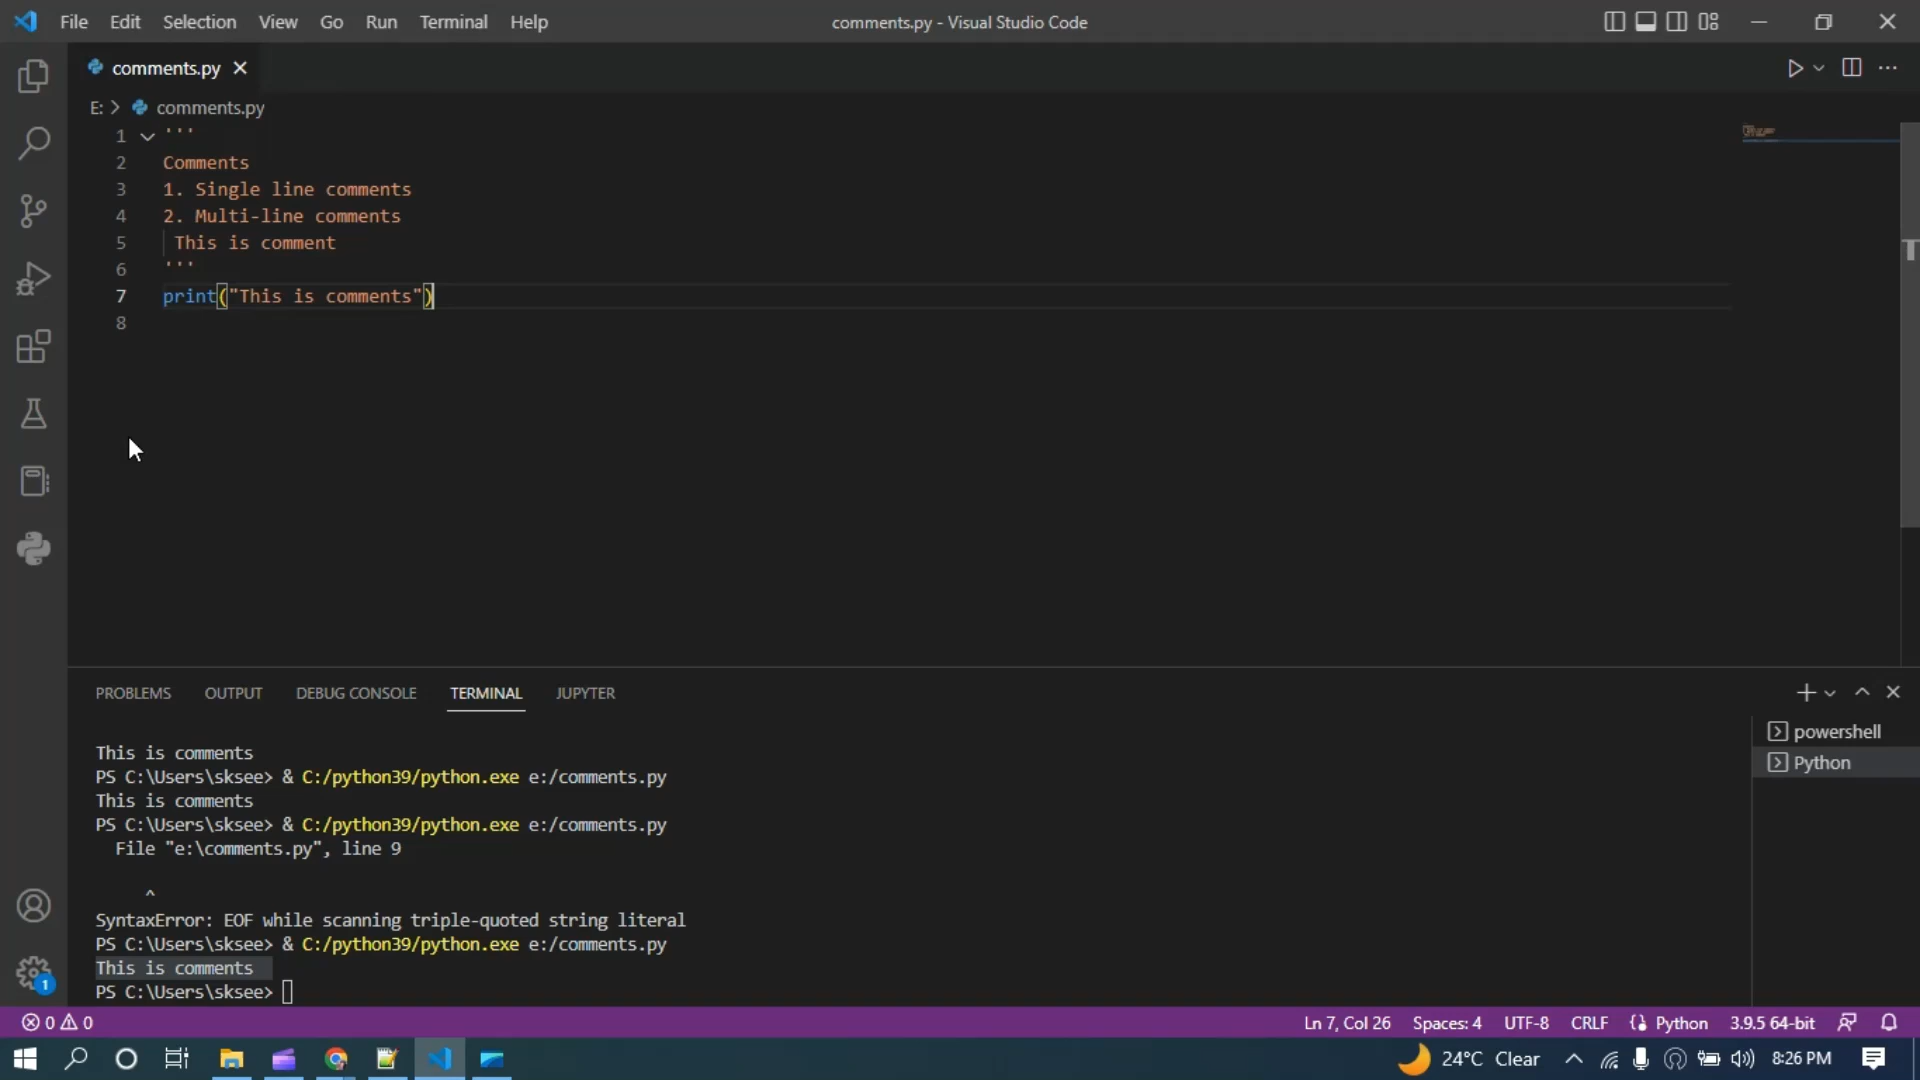 File Edit Selection View Go Run Terminal Help comments.py - Visual Studio Code
comments.py
E: > comments.py
1 '''
2 Comments
3 1. Single line comments
4 2. Multi-line comments
5 This is comment
6 '''
7 print("This is comments")
8
PROBLEMS OUTPUT DEBUG CONSOLE TERMINAL JUPYTER
powershell
Python
This is comments
PS C:\Users\sksee> & C:/python39/python.exe e:/comments.py
This is comments
PS C:\Users\sksee> & C:/python39/python.exe e:/comments.py
File "e:\comments.py", line 9
^
SyntaxError: EOF while scanning triple-quoted string literal
PS C:\Users\sksee> & C:/python39/python.exe e:/comments.py
This is comments
PS C:\Users\sksee>
1
0 0 Ln 7, Col 26 Spaces: 4 UTF-8 CRLF Python 3.9.5 64-bit
24°C Clear 8:26 PM